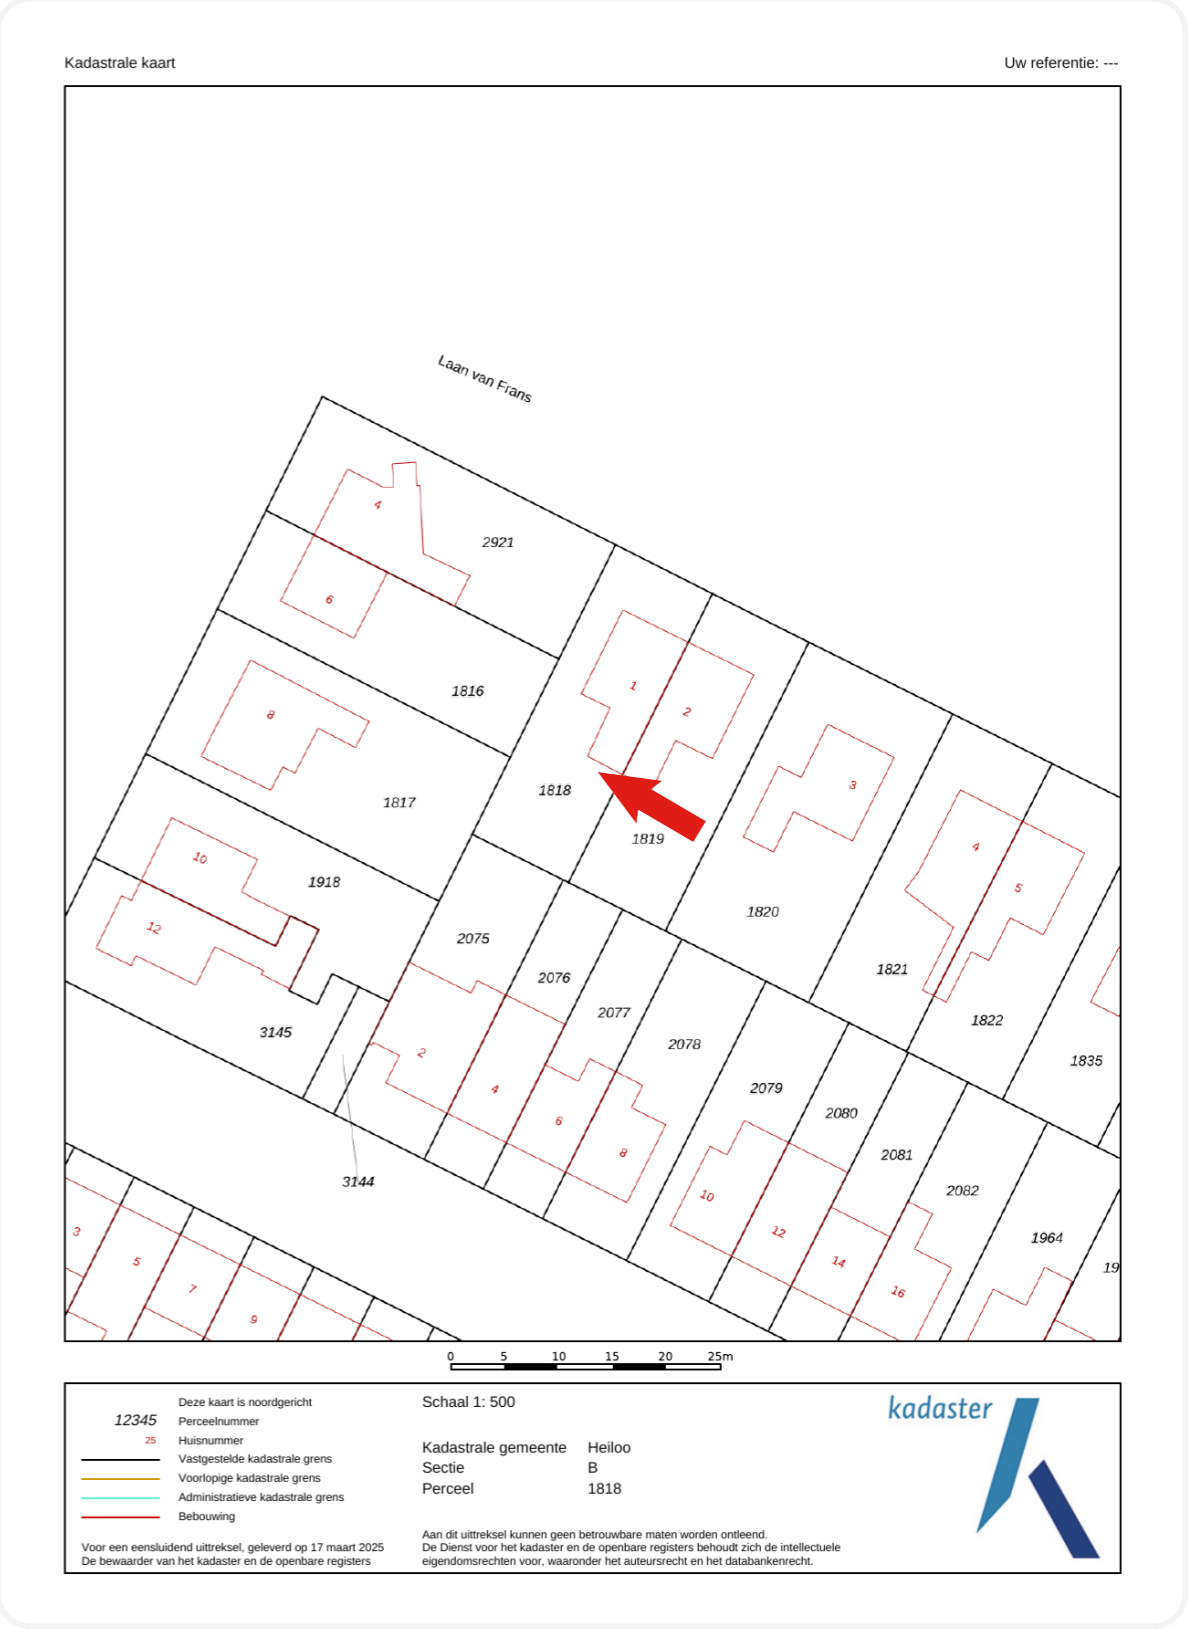 Kadastrale kaart
Uw referentie: ---
Laan van Frans
4
2921
6
1816
1
2
8
1817
1818
3
1819
10
1918
4
5
12
1820
2075
2076
1821
2077
1822
3145
2078
1835
2
4
6
8
2079
2080
2081
2082
3144
10
12
14
16
1964
19
3
5
7
9
0 5 10 15 20 25m
Deze kaart is noordgericht
12345 Perceelnummer
25 Huisnummer
Vastgestelde kadastrale grens
Voorlopige kadastrale grens
Administratieve kadastrale grens
Bebouwing
Voor een eensluidend uittreksel, geleverd op 17 maart 2025
De bewaarder van het kadaster en de openbare registers
Schaal 1: 500
Kadastrale gemeente Heiloo
Sectie B
Perceel 1818
Aan dit uittreksel kunnen geen betrouwbare maten worden ontleend.
De Dienst voor het kadaster en de openbare registers behoudt zich de intellectuele
eigendomsrechten voor, waaronder het auteursrecht en het databankenrecht.
kadaster